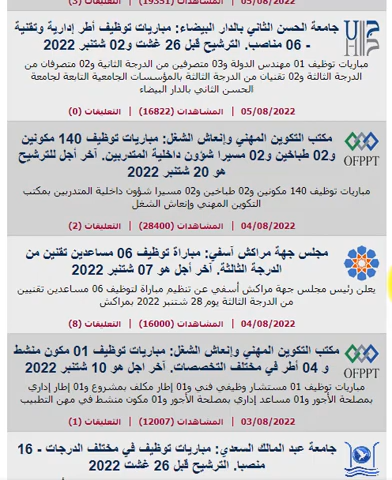 05/08/2022 | المشاهدات (19351) | التعليقات (3)
جامعة الحسن الثاني بالدار البيضاء: مباريات توظيف أطر إدارية وتقنية
- 06 مناصب. الترشيح قبل 26 غشت و02 شتنبر 2022
مباريات توظيف 01 مهندس الدولة و03 متصرفين من الدرجة الثانية و02 متصرفان من
الدرجة الثالثة و02 تقنيان من الدرجة الثالثة بالمؤسسات الجامعية التابعة لجامعة
الحسن الثاني بالدار البيضاء
05/08/2022 | المشاهدات (16822) | التعليقات (0)
مكتب التكوين المهني وإنعاش الشغل: مباريات توظيف 140 مكونين
و02 طباخين و02 مسيرا شؤون داخلية المتدربين. آخر أجل للترشيح
هو 20 شتنبر 2022
OFPPT
مباريات توظيف 140 مكونين و02 طباخين و02 مسيرا شؤون داخلية المتدربين بمكتب
التكوين المهني وإنعاش الشغل
04/08/2022 | المشاهدات (28400) | التعليقات (2)
مجلس جهة مراكش آسفي: مباراة توظيف 06 مساعدين تقنين من
الدرجة الثالثة. آخر أجل هو 07 شتنبر 2022
يعلن رئيس مجلس جهة مراكش أسفي عن تنظيم مباراة لتوظيف 06 مساعدين تقنيين
من الدرجة الثالثة يوم 28 شتنبر 2022 بمراكش
04/08/2022 | المشاهدات (16000) | التعليقات (8)
مكتب التكوين المهني وإنعاش الشغل: مباريات توظيف 01 مكون منشط
و 04 أطر في مختلف التخصصات. آخر اجل هو 10 شتنبر 2022
OFPPT
مباريات توظيف 01 مستشار وظيفي فني و01 إطار مكلف بمشروع و01 إطار إداري
بمصلحة الأجور و01 مساعد إداري بمصلحة الأجور و01 مكون منشط في مهن التطبيب
03/08/2022 | المشاهدات (12007) | التعليقات (1)
جامعة عبد المالك السعدي: مباريات توظيف في مختلف الدرجات - 16
منصبا. الترشيح قبل 26 غشت 2022